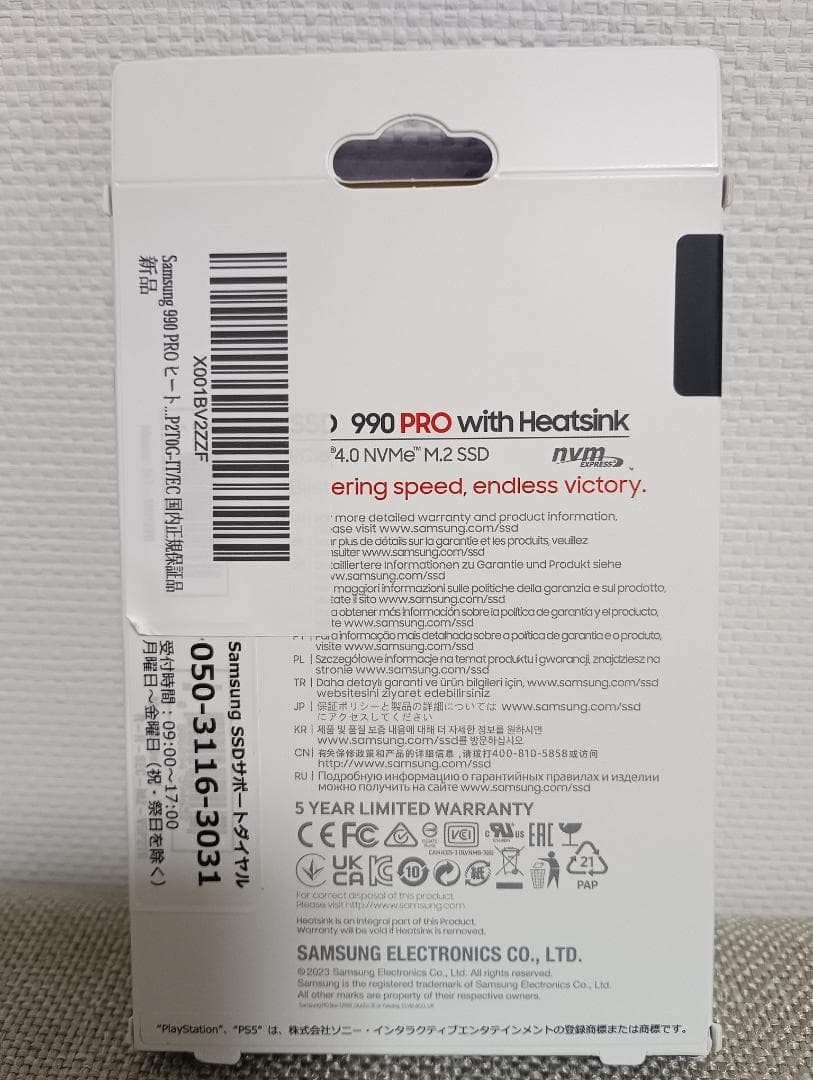 Samsung 990 PRO ヒート...P2T0G-IT/EC 国内正規保証品
新品
X001BV2ZZF
990 PRO with Heatsink
4.0 NVMe™ M.2 SSD
nvm
EXPRESS
ering speed, endless victory.
more detailed warranty and product information,
ase visit www.samsung.com/ssd
r plus de détails sur la garantie et les produits, veuillez
nsulter www.samsung.com/ssd
tailliertere Informationen zu Garantie und Produkt siehe
ww.samsung.com/ssd
maggiori informazioni sulle politiche della garanzia e sul prodotto,
tate il sito www.samsung.com/ssd
a obtener más información sobre la política de garantía y el producto,
te www.samsung.com/ssd
PT | Para informação mais detalhada sobre a política de garantia e o produto,
visite www.samsung.com/ssd
PL | Szczegółowe informacje na temat produktu i gwarancji, znajdziesz na
stronie www.samsung.com/ssd
TR | Daha detaylı garanti ve ürün bilgileri için, www.samsung.com/ssd
websitesini ziyaret edebilirsiniz
JP | 保証ポリシーと製品の詳細については www.samsung.com/ssd
にアクセスしてください
KR | 제품 및 품질 보증 내용에 대해 더 자세한 정보를 원하시면
www.samsung.com/ssd를 방문하십시오
CN | 有关保修政策和产品的详细信息,请拨打400-810-5858或访问
http://www.samsung.com/ssd
RU | Подробную информацию о гарантийных правилах и изделии
можно получить на сайте www.samsung.com/ssd
Samsung SSDサポートダイヤル
050-3116-3031
受付時間:09:00～17:00
月曜日～金曜日(祝・祭日を除く)
5 YEAR LIMITED WARRANTY
CE FC VCI c RU us EAC
UK
CA
10
紙
21
PAP
For correct disposal of this product.
Please visit http://www.samsung.com
Heatsink is an integral part of this Product.
Warranty will be void if Heatsink is removed.
SAMSUNG ELECTRONICS CO., LTD.
©2023 Samsung Electronics Co., Ltd. All rights reserved.
Samsung is the registered trademark of Samsung Electronics Co., Ltd.
All other marks are property of their respective owners.
"PlayStation"、"PS5" は、株式会社ソニー・インタラクティブエンタテインメントの登録商標または商標です。